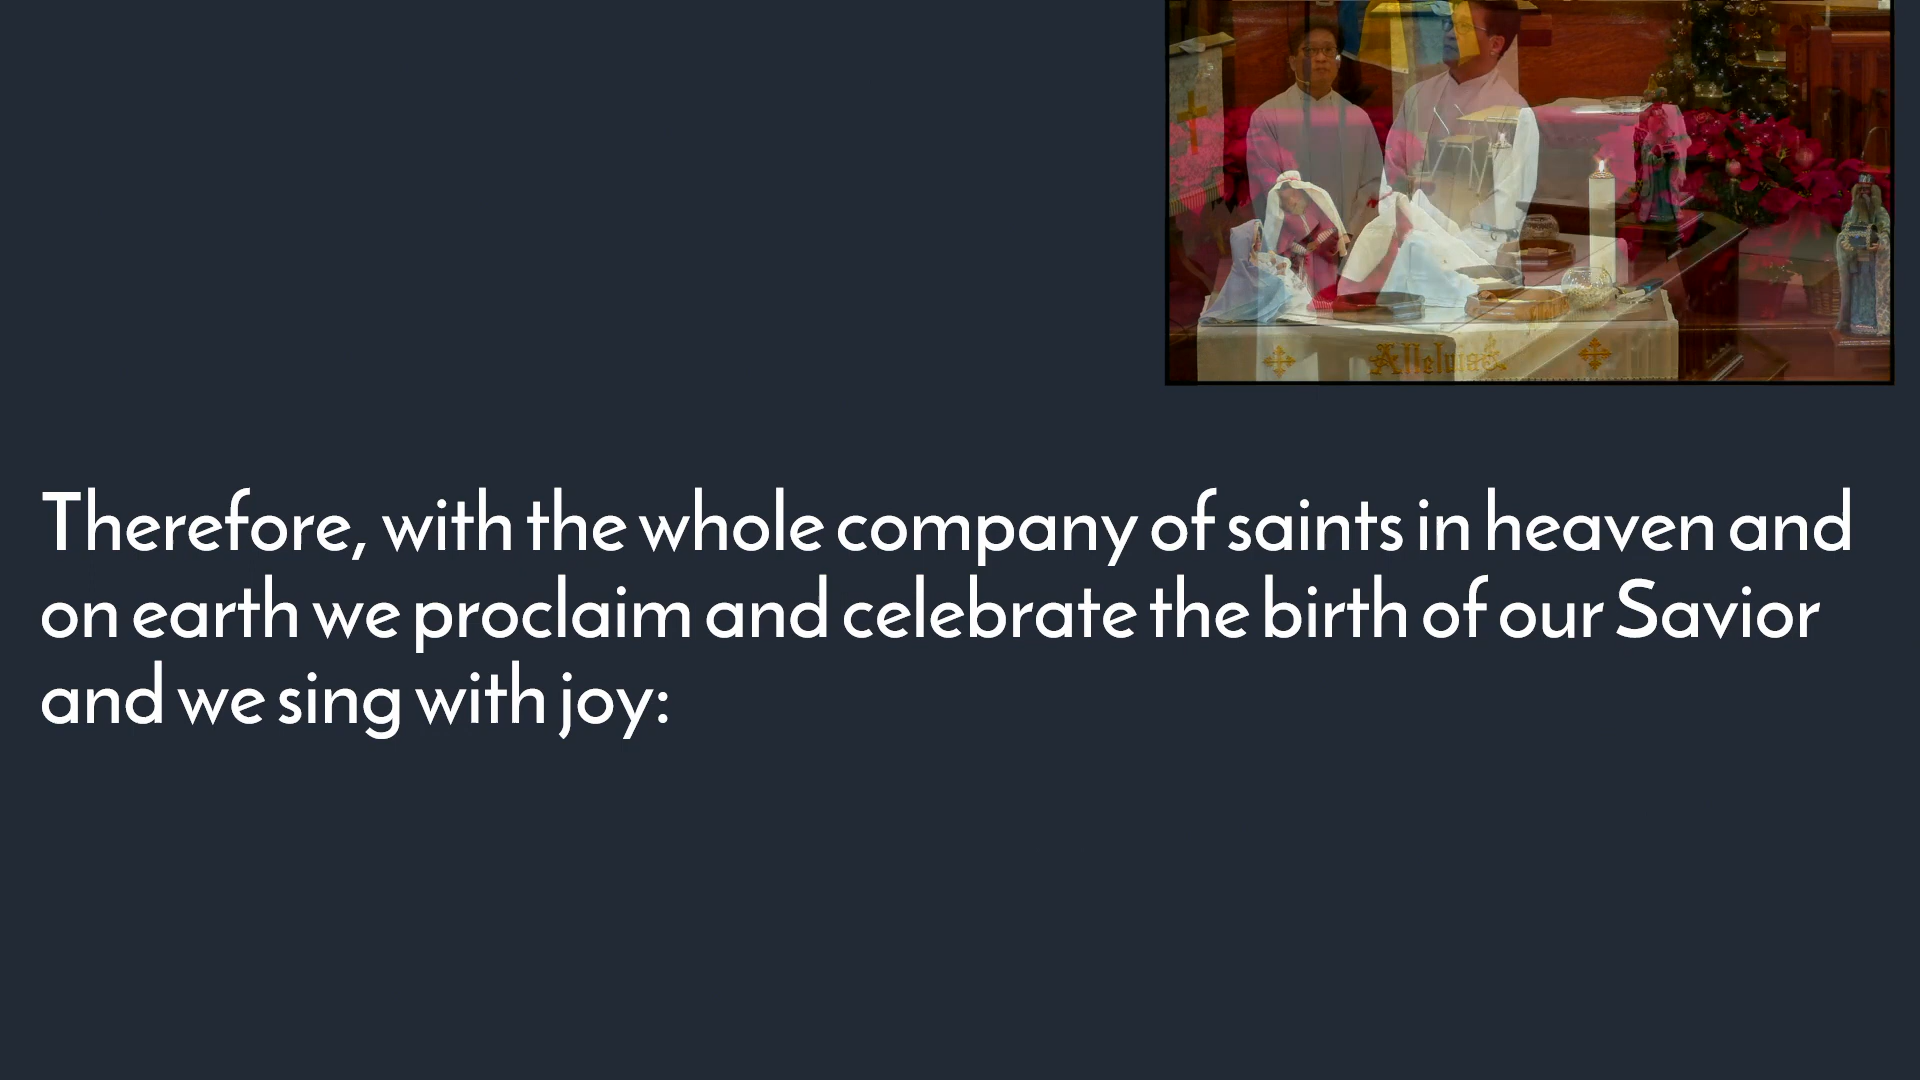 Alleluia
Therefore, with the whole company of saints in heaven and
on earth we proclaim and celebrate the birth of our Savior
and we sing with joy: